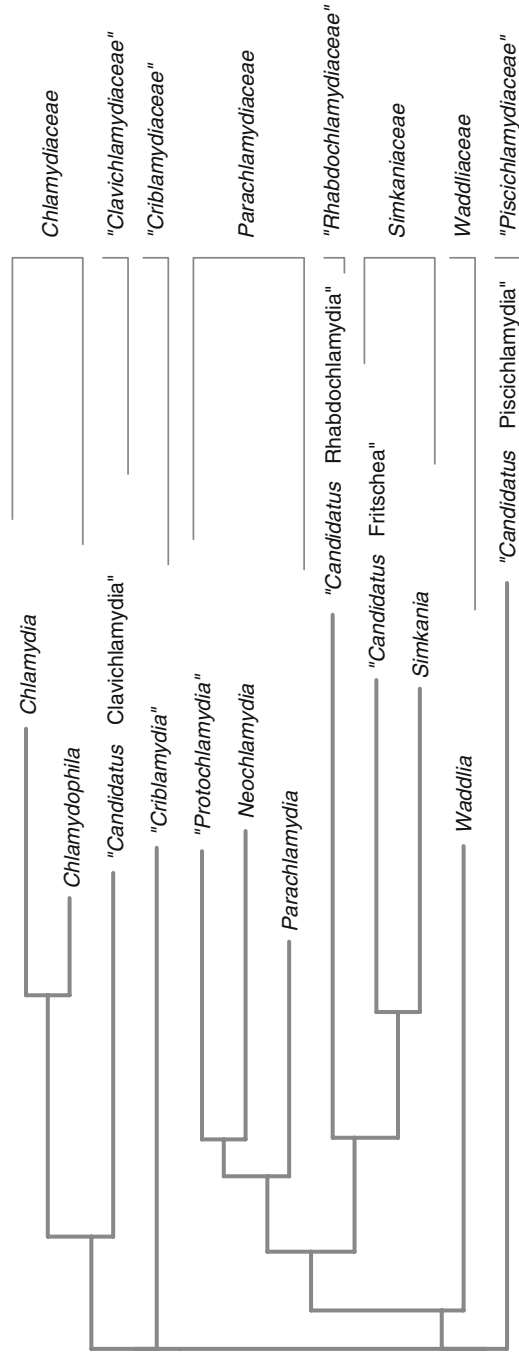 Chlamydia
Chlamydophila
"Candidatus Clavichlamydia"
"Criblamydia"
"Protochlamydia"
Neochlamydia
Parachlamydia
"Candidatus Rhabdochlamydia"
"Candidatus Fritschea"
Simkania
Waddlia
"Candidatus Piscichlamydia"
Chlamydiaceae
"Clavichlamydiaceae"
"Criblamydiaceae"
Parachlamydiaceae
"Rhabdochlamydiaceae"
Simkaniaceae
Waddliaceae
"Piscichlamydiaceae"